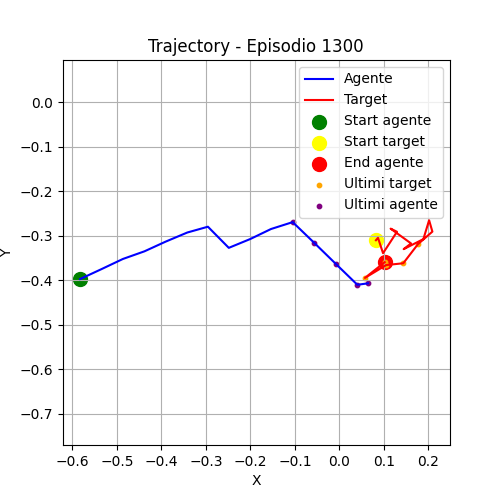 Trajectory - Episodio 1300
Agente
Target
Start agente
Start target
End agente
Ultimi target
Ultimi agente
0.0
−0.1
−0.2
−0.3
−0.4
−0.5
−0.6
−0.7
Y
−0.6 −0.5 −0.4 −0.3 −0.2 −0.1 0.0 0.1 0.2
X